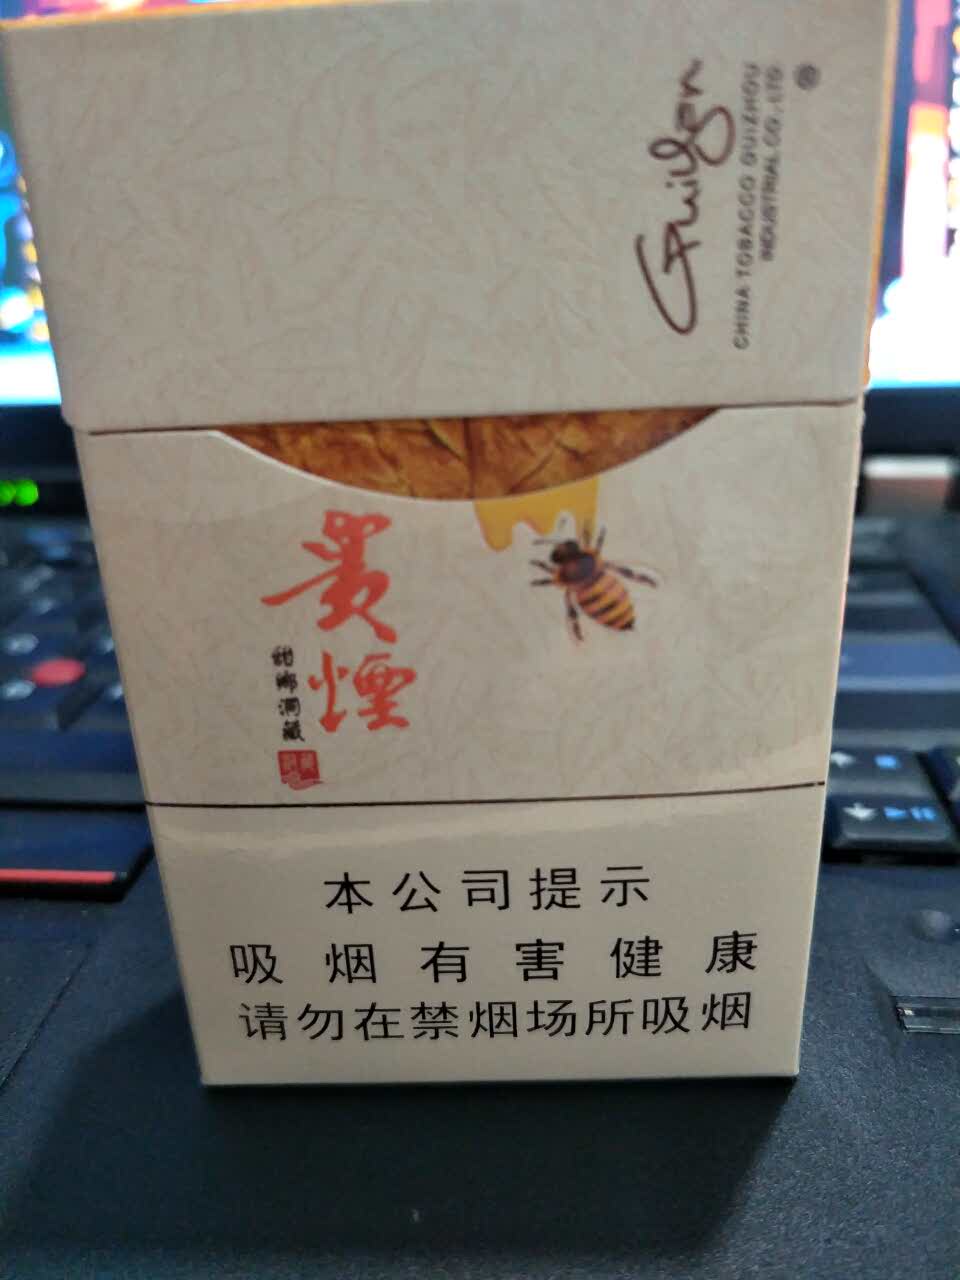 Guiyan
CHINA TOBACCO GUIZHOU
INDUSTRIAL CO., LTD
®
貴煙
本公司提示
吸烟有害健康
请勿在禁烟场所吸烟